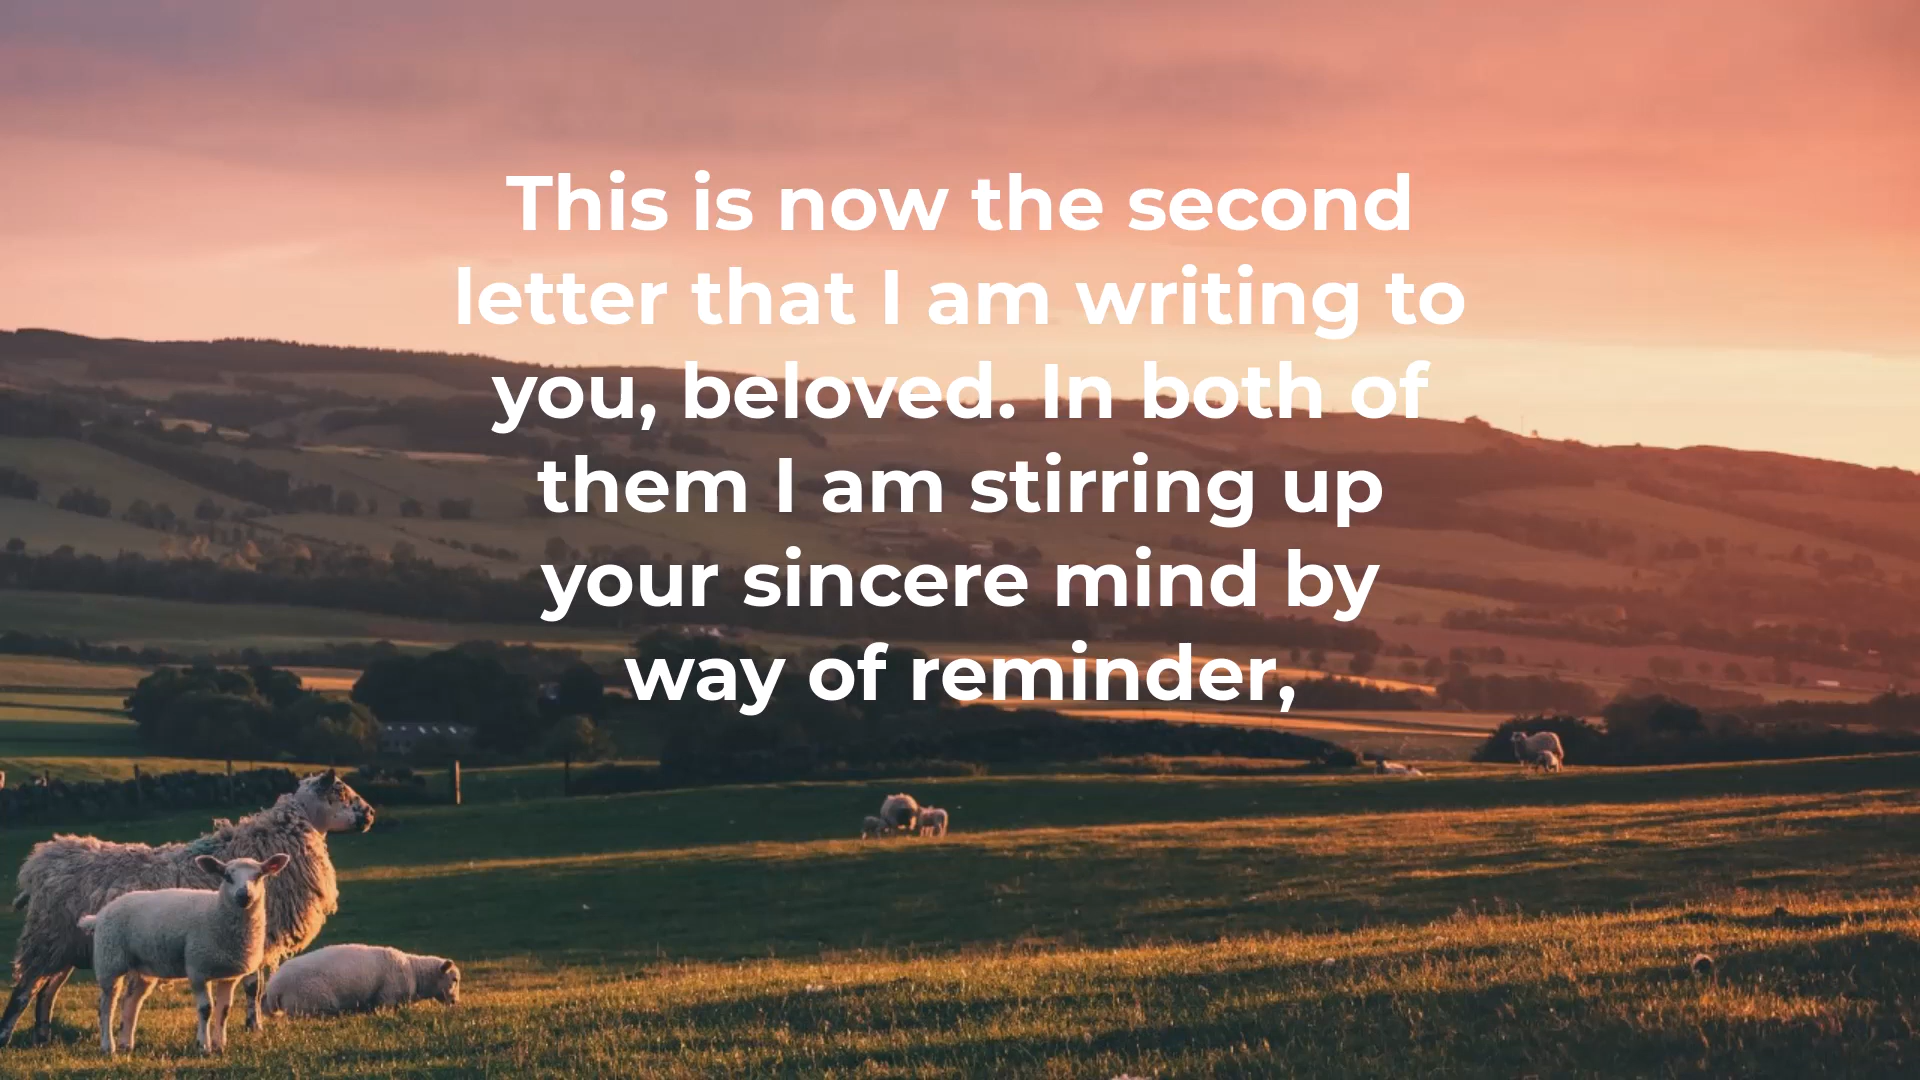 This is now the second
letter that I am writing to
you, beloved. In both of
them I am stirring up
your sincere mind by
way of reminder,